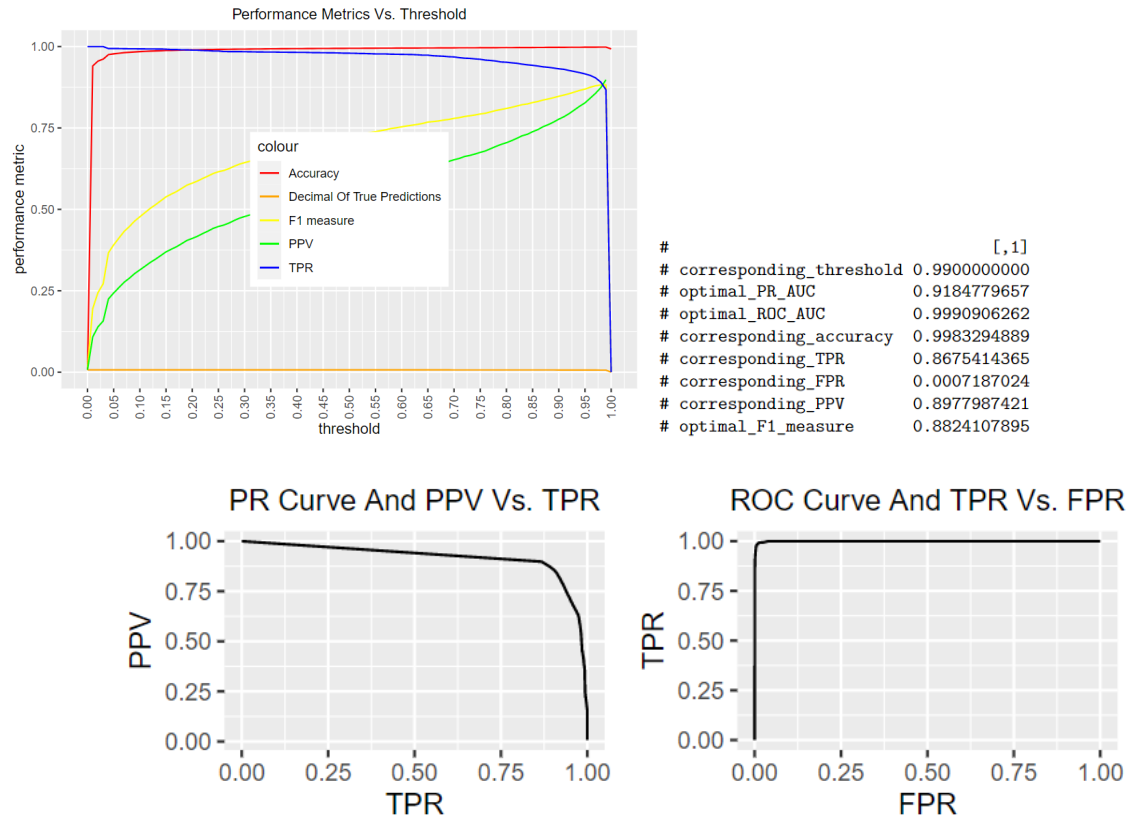 Performance Metrics Vs. Threshold
performance metric
1.00
0.75
0.50
0.25
0.00
colour
Accuracy
Decimal Of True Predictions
F1 measure
PPV
TPR
0.00 0.05 0.10 0.15 0.20 0.25 0.30 0.35 0.40 0.45 0.50 0.55 0.60 0.65 0.70 0.75 0.80 0.85 0.90 0.95 1.00
threshold
# [,1]
# corresponding_threshold 0.9900000000
# optimal_PR_AUC 0.9184779657
# optimal_ROC_AUC 0.9990906262
# corresponding_accuracy 0.9983294889
# corresponding_TPR 0.8675414365
# corresponding_FPR 0.0007187024
# corresponding_PPV 0.8977987421
# optimal_F1_measure 0.8824107895
PR Curve And PPV Vs. TPR
PPV
1.00
0.75
0.50
0.25
0.00
0.00 0.25 0.50 0.75 1.00
TPR
ROC Curve And TPR Vs. FPR
TPR
1.00
0.75
0.50
0.25
0.00
0.00 0.25 0.50 0.75 1.00
FPR